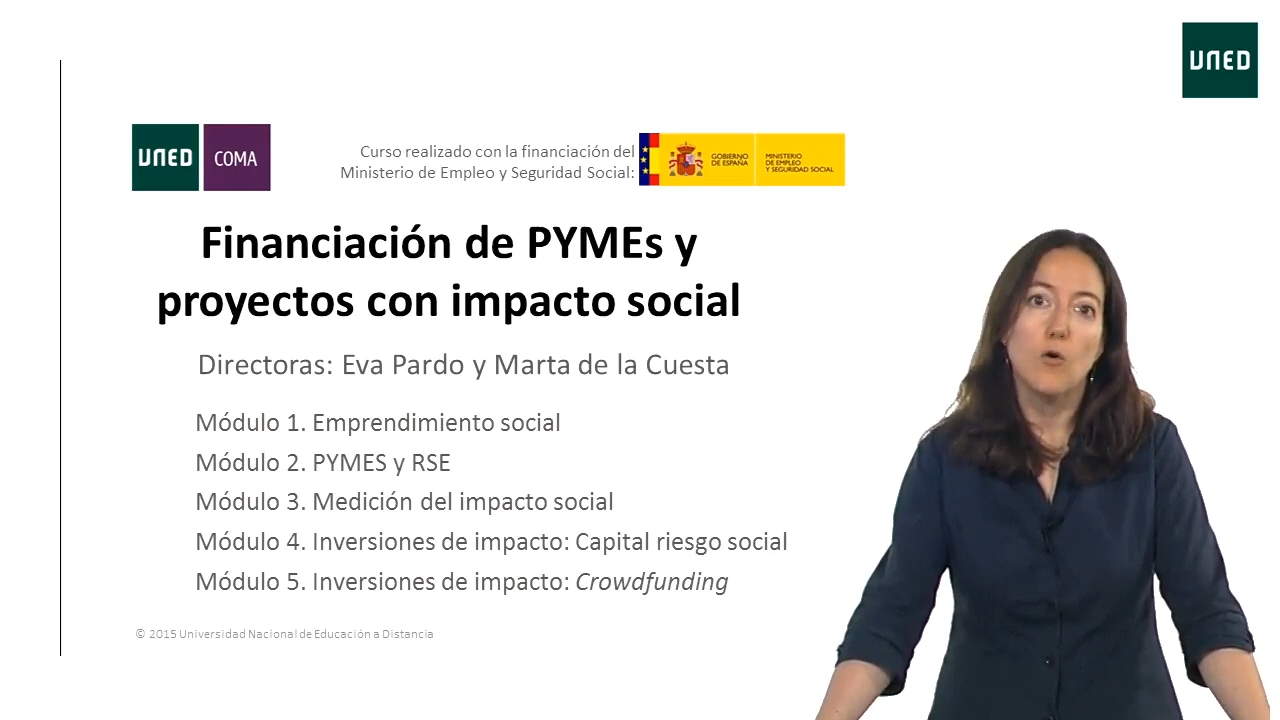 UNED
UNED COMA
Curso realizado con la financiación del
Ministerio de Empleo y Seguridad Social:
GOBIERNO
DE ESPAÑA
MINISTERIO
DE EMPLEO
Y SEGURIDAD SOCIAL
Financiación de PYMEs y
proyectos con impacto social
Directoras: Eva Pardo y Marta de la Cuesta
Módulo 1. Emprendimiento social
Módulo 2. PYMES y RSE
Módulo 3. Medición del impacto social
Módulo 4. Inversiones de impacto: Capital riesgo social
Módulo 5. Inversiones de impacto: Crowdfunding
© 2015 Universidad Nacional de Educación a Distancia